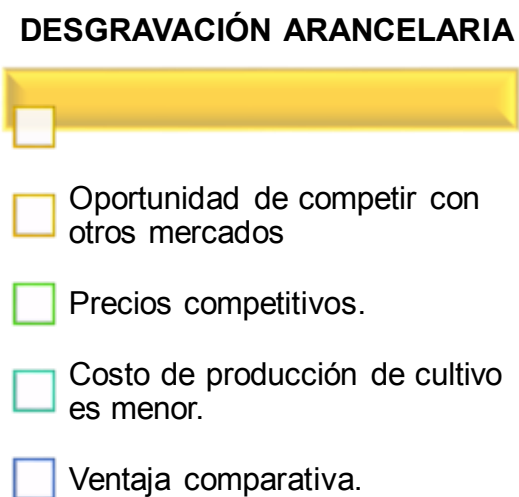 DESGRAVACIÓN ARANCELARIA
Oportunidad de competir con
otros mercados
Precios competitivos.
Costo de producción de cultivo
es menor.
Ventaja comparativa.